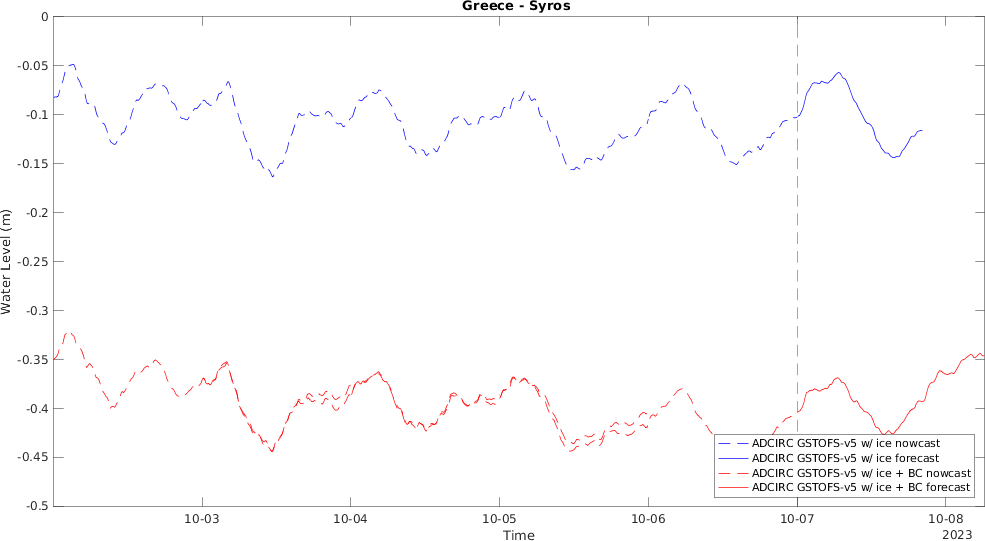 Greece - Syros
0
-0.05
-0.1
-0.15
-0.2
-0.25
-0.3
-0.35
-0.4
-0.45
-0.5
Water Level (m)
10-03
10-04
10-05
10-06
10-07
10-08
Time
2023
ADCIRC GSTOFS-v5 w/ ice nowcast
ADCIRC GSTOFS-v5 w/ ice forecast
ADCIRC GSTOFS-v5 w/ ice + BC nowcast
ADCIRC GSTOFS-v5 w/ ice + BC forecast